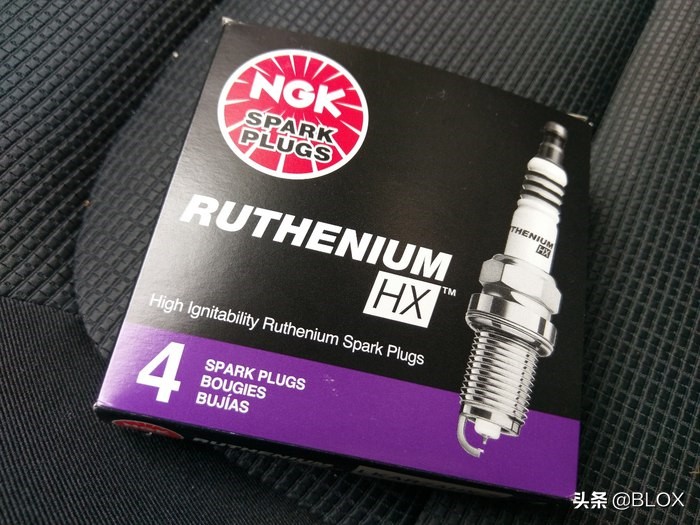 NGK
SPARK
PLUGS
RUTHENIUM
HX™
THENIUM
HX
High Ignitability Ruthenium Spark Plugs
4
SPARK PLUGS
BOUGIES
BUJÍAS
RUTHENIUM
头条 @BLOX